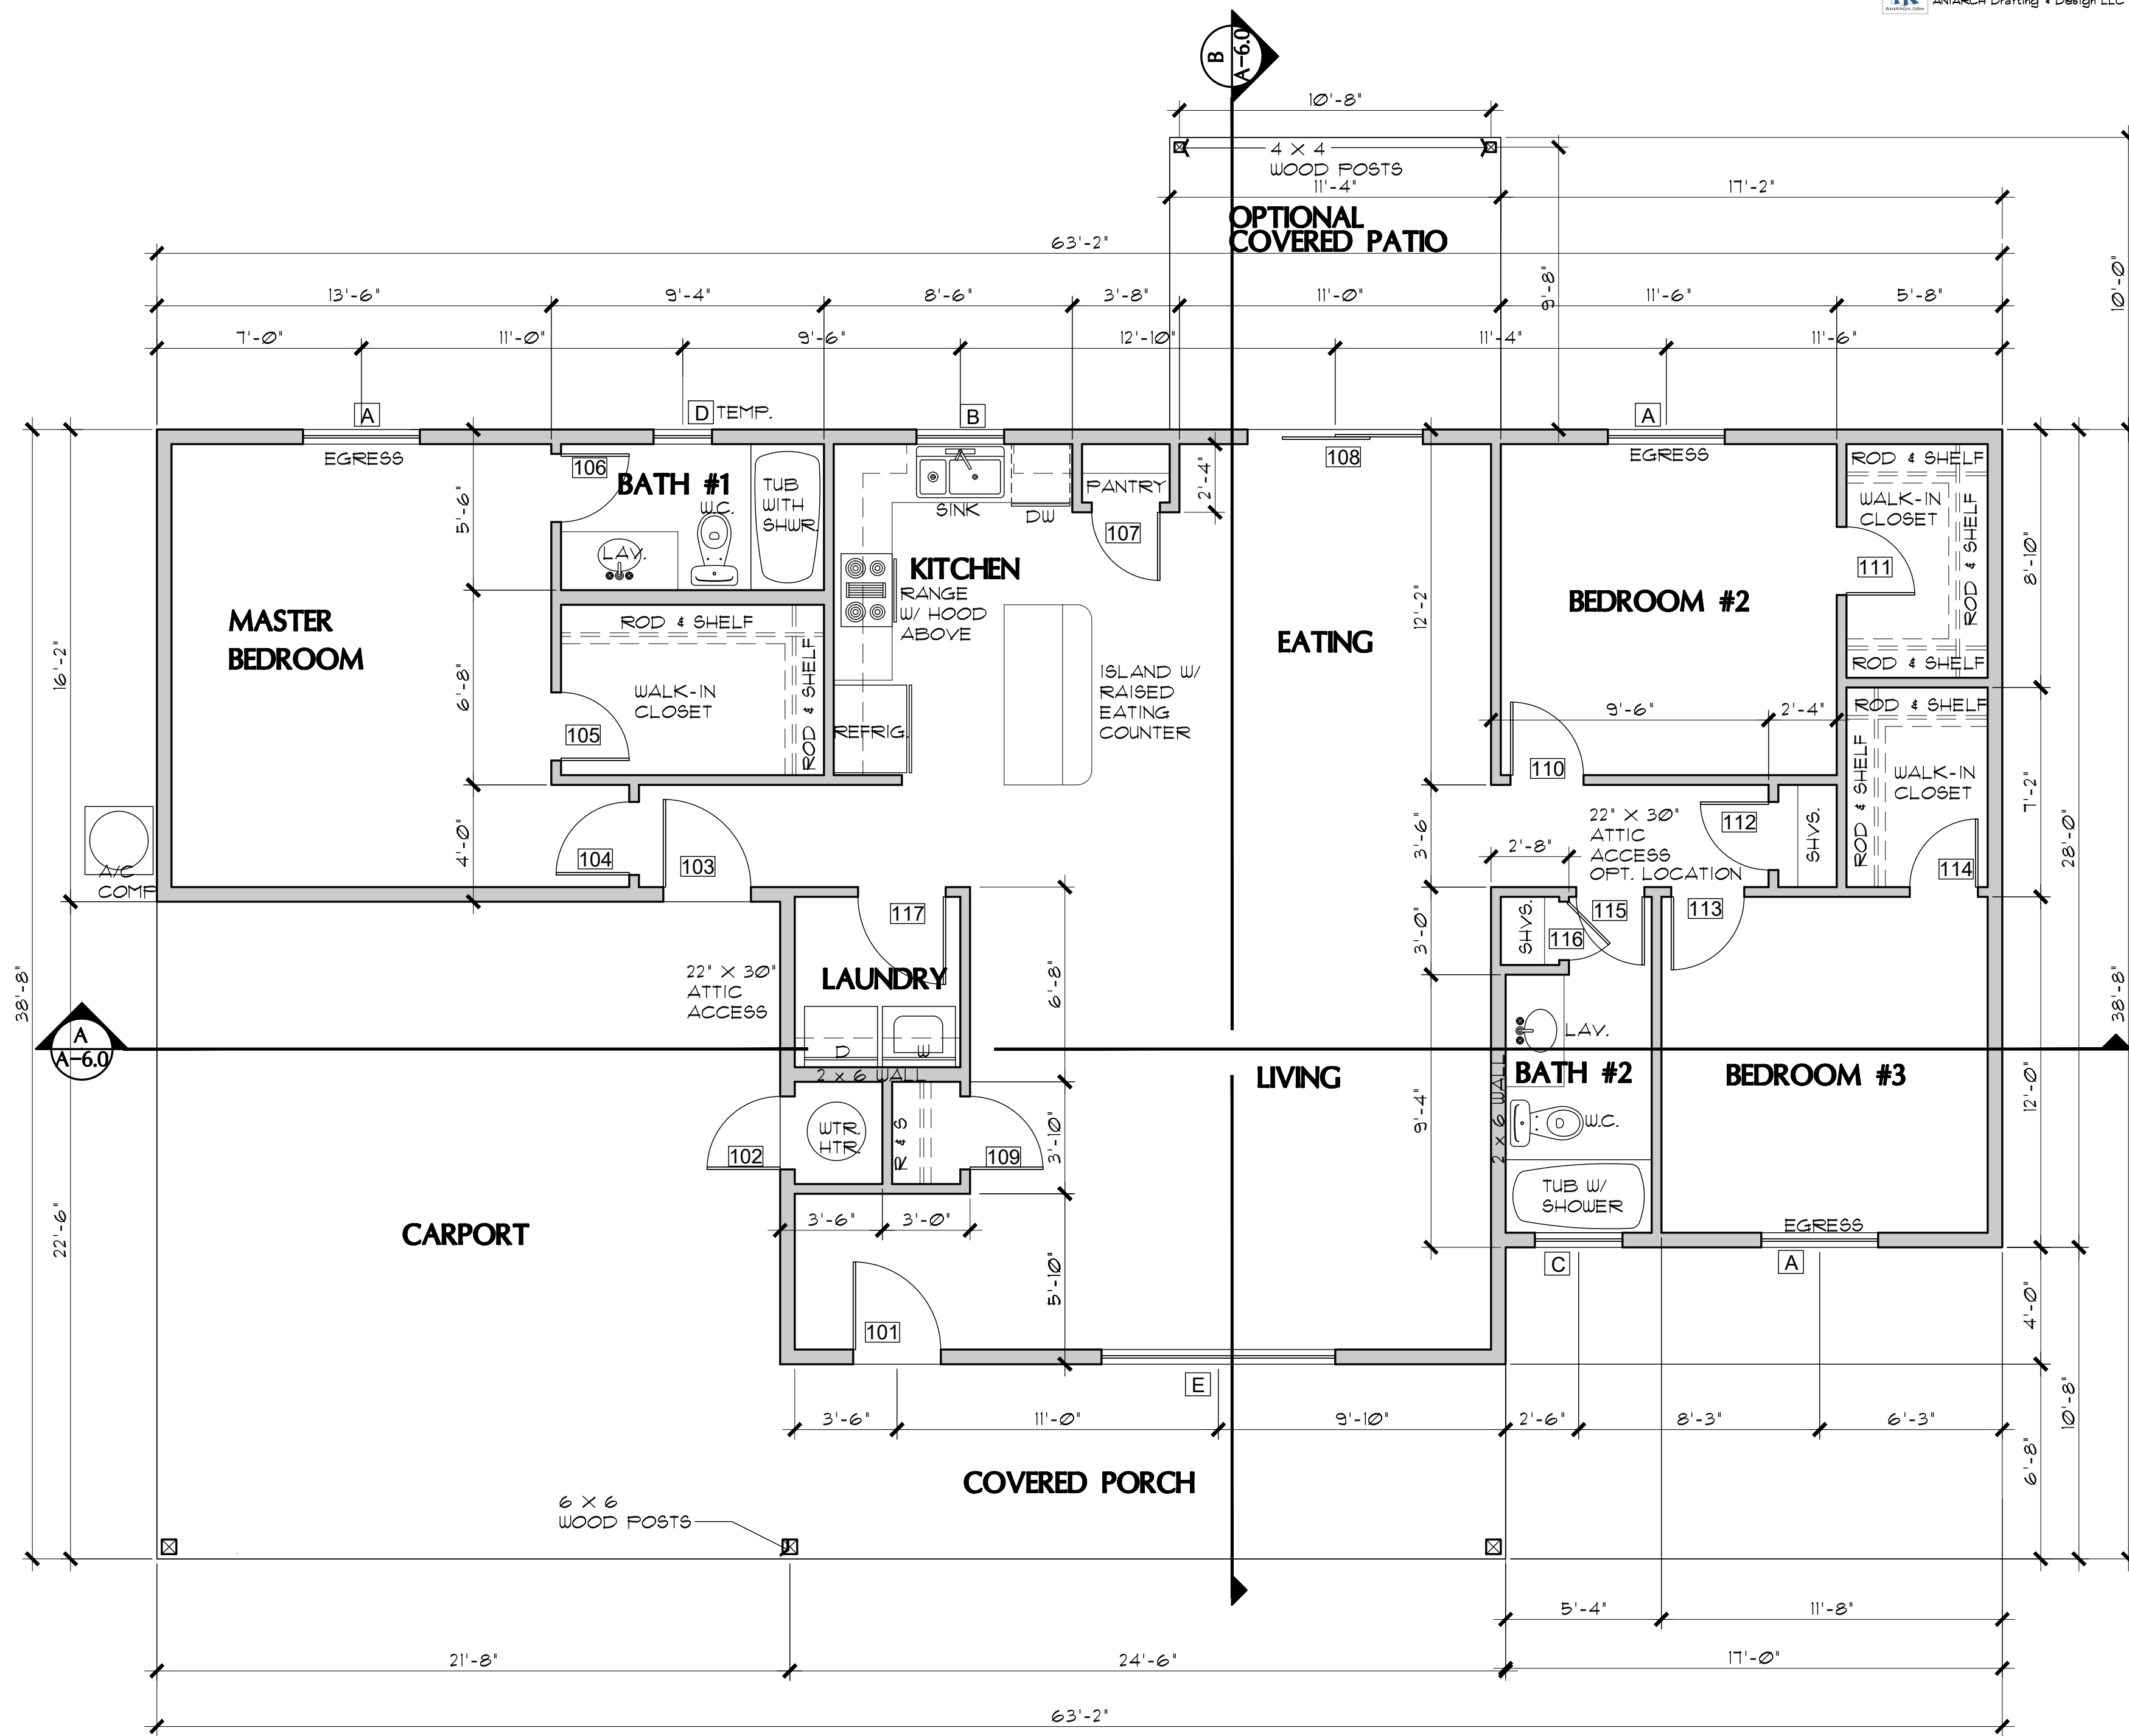 ANIARCH.COM
ANIARCH Drafting & Design LLC
B
A-6.0
10'-8"
4 X 4
WOOD POSTS
11'-4"
17'-2"
OPTIONAL
COVERED PATIO
63'-2"
9'-8"
10'-0"
13'-6"
9'-4"
8'-6"
3'-8"
11'-0"
11'-6"
5'-8"
7'-0"
11'-0"
9'-6"
12'-10"
11'-4"
11'-6"
A
D TEMP.
B
A
EGRESS
106
BATH #1
W.C.
TUB
WITH
SHWR.
LAV.
5'-6"
SINK
DW
PANTRY
107
2'-4"
108
EGRESS
ROD & SHELF
WALK-IN
CLOSET
ROD & SHELF
111
ROD & SHELF
8'-10"
KITCHEN
RANGE
W/ HOOD
ABOVE
MASTER
BEDROOM
BEDROOM #2
EATING
12'-2"
16'-2"
ROD & SHELF
ROD & SHELF
WALK-IN
CLOSET
6'-8"
105
REFRIG.
ISLAND W/
RAISED
EATING
COUNTER
9'-6"
2'-4"
ROD & SHELF
ROD & SHELF
WALK-IN
CLOSET
7'-2"
28'-0"
110
A/C
COMP
4'-0"
104
103
3'-6"
2'-8"
22" X 30"
ATTIC
ACCESS
OPT. LOCATION
112
SHVS.
114
117
LAUNDRY
22" X 30"
ATTIC
ACCESS
6'-8"
3'-0"
SHVS.
116
115
113
38'-8"
38'-8"
A
A-6.0
D
W
2 x 6 WALL
LIVING
LAV.
BATH #2
2 x 6 WALL
W.C.
BEDROOM #3
12'-0"
9'-4"
102
WTR.
HTR.
R & S
109
3'-10"
TUB W/
SHOWER
EGRESS
22'-6"
CARPORT
3'-6"
3'-0"
5'-10"
C
A
4'-0"
101
E
3'-6"
11'-0"
9'-10"
2'-6"
8'-3"
6'-3"
10'-8"
6'-8"
COVERED PORCH
6 X 6
WOOD POSTS
5'-4"
11'-8"
21'-8"
24'-6"
17'-0"
63'-2"